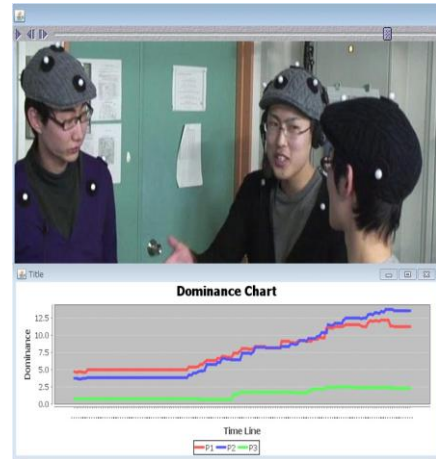 Title
Dominance Chart
12.5
10.0
7.5
5.0
2.5
0.0
Dominance
Time Line
P1 P2 P3